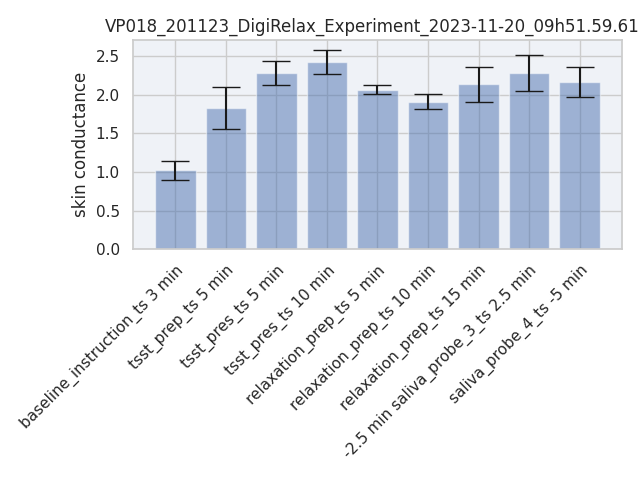 VP018_201123_DigiRelax_Experiment_2023-11-20_09h51.59.61
skin conductance
2.5
2.0
1.5
1.0
0.5
0.0
baseline_instruction_ts 3 min
tsst_prep_ts 5 min
tsst_pres_ts 5 min
tsst_pres_ts 10 min
relaxation_prep_ts 5 min
relaxation_prep_ts 10 min
relaxation_prep_ts 15 min
-2.5 min saliva_probe_3_ts 2.5 min
saliva_probe_4_ts -5 min